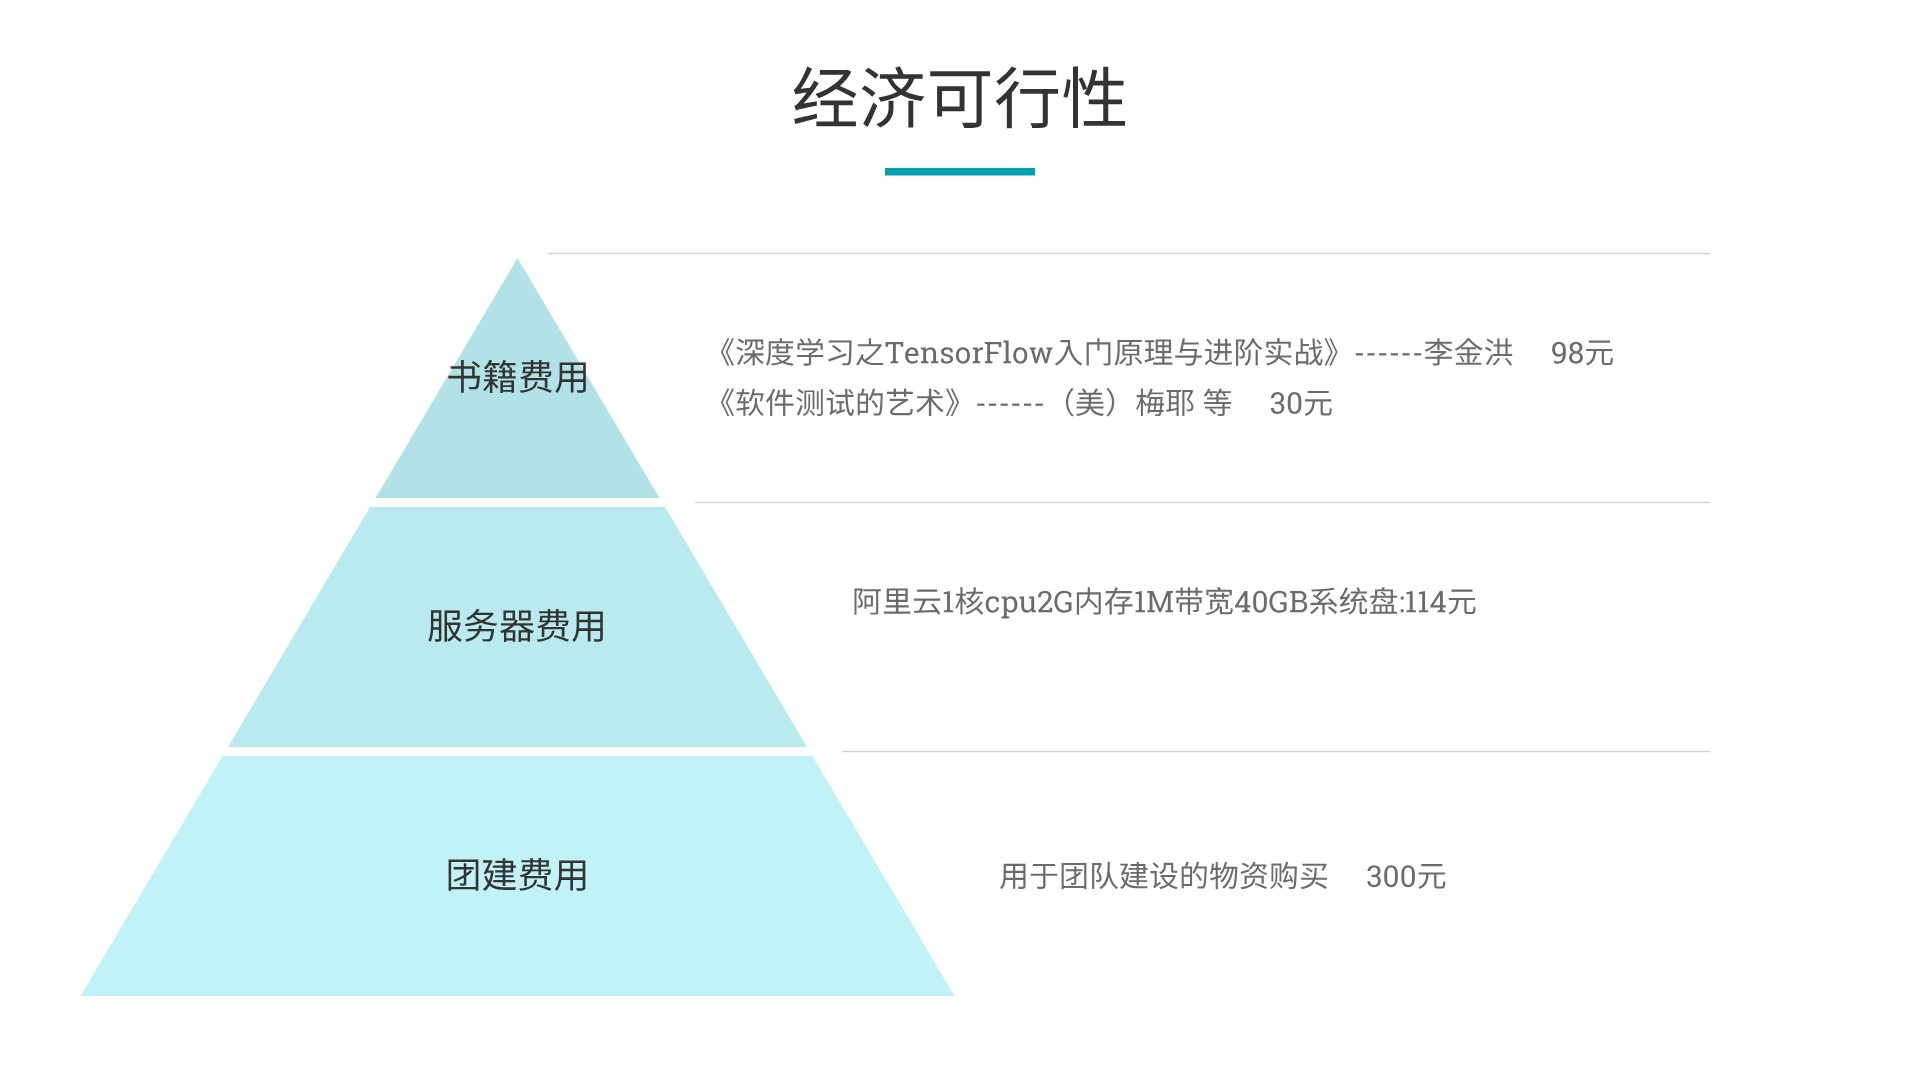 经济可行性
书籍费用
《深度学习之TensorFlow入门原理与进阶实战》------李金洪 98元
《软件测试的艺术》------（美）梅耶 等 30元
服务器费用
阿里云1核cpu2G内存1M带宽40GB系统盘:114元
团建费用
用于团队建设的物资购买 300元